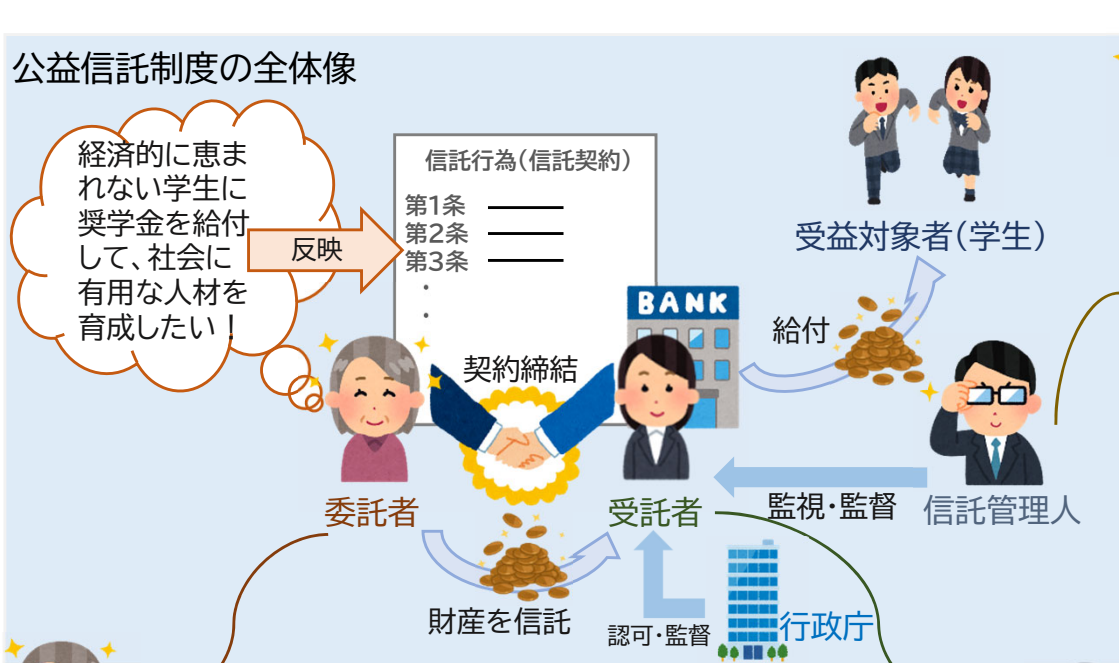 公益信託制度の全体像
経済的に恵ま
れない学生に
奨学金を給付
して、社会に
有用な人材を
育成したい！
反映
信託行為（信託契約）
第1条
第2条
第3条
・
・
BANK
契約締結
受益対象者（学生）
給付
委託者
受託者
監視・監督
信託管理人
財産を信託
認可・監督
行政庁